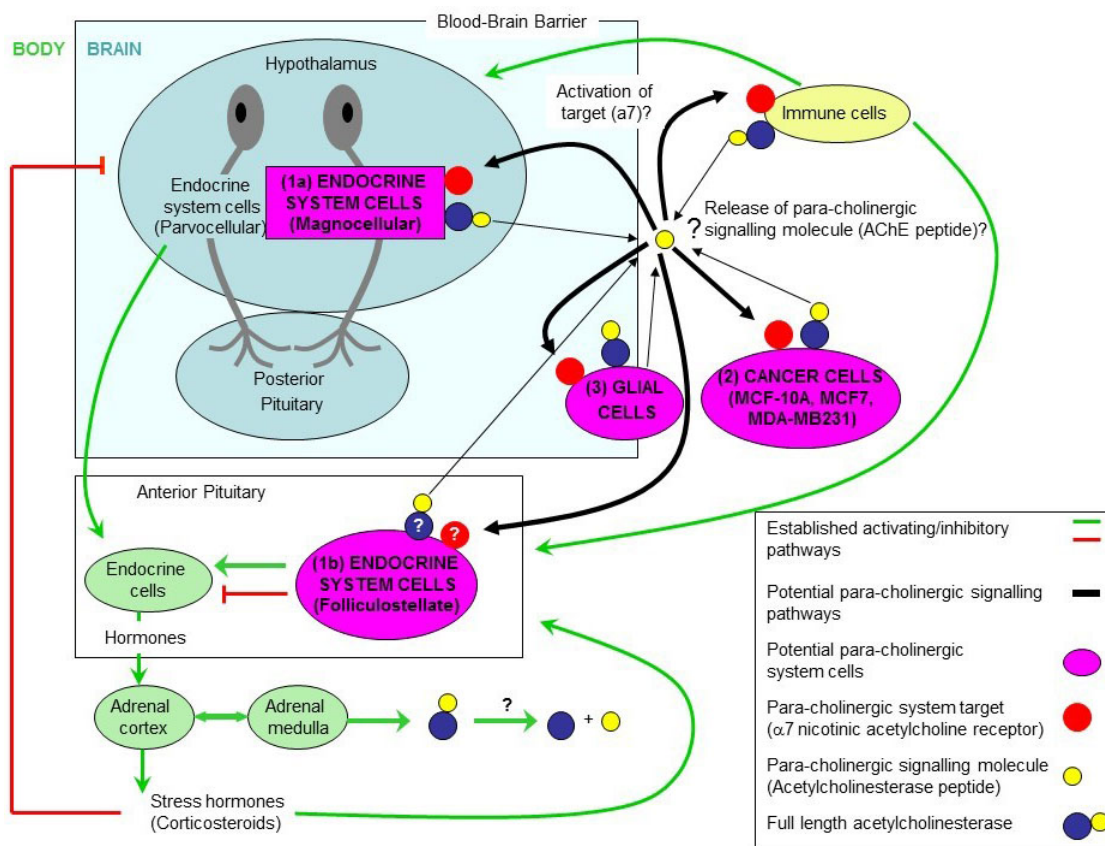 Blood-Brain Barrier
BODY
BRAIN
Hypothalamus
Activation of
target (a7)?
Immune cells
Endocrine
system cells
(Parvocellular)
(1a) ENDOCRINE
SYSTEM CELLS
(Magnocellular)
?
Release of para-cholinergic
signalling molecule (AChE peptide)?
Posterior
Pituitary
(3) GLIAL
CELLS
(2) CANCER CELLS
(MCF-10A, MCF7,
MDA-MB231)
Anterior Pituitary
?
?
Endocrine
cells
(1b) ENDOCRINE
SYSTEM CELLS
(Folliculostellate)
Hormones
Adrenal
cortex
Adrenal
medulla
?
+
Stress hormones
(Corticosteroids)
Established activating/inhibitory
pathways
Potential para-cholinergic signalling
pathways
Potential para-cholinergic
system cells
Para-cholinergic system target
(α7 nicotinic acetylcholine receptor)
Para-cholinergic signalling molecule
(Acetylcholinesterase peptide)
Full length acetylcholinesterase